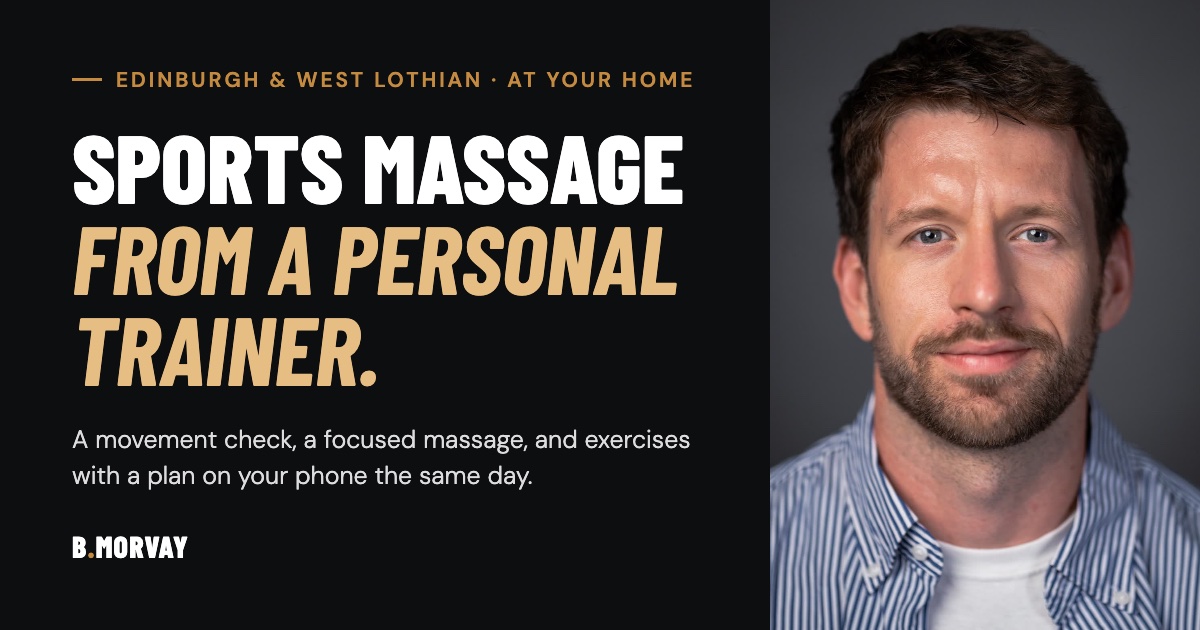 EDINBURGH & WEST LOTHIAN · AT YOUR HOME
SPORTS MASSAGE
FROM A PERSONAL
TRAINER.
A movement check, a focused massage, and exercises
with a plan on your phone the same day.
B.MORVAY